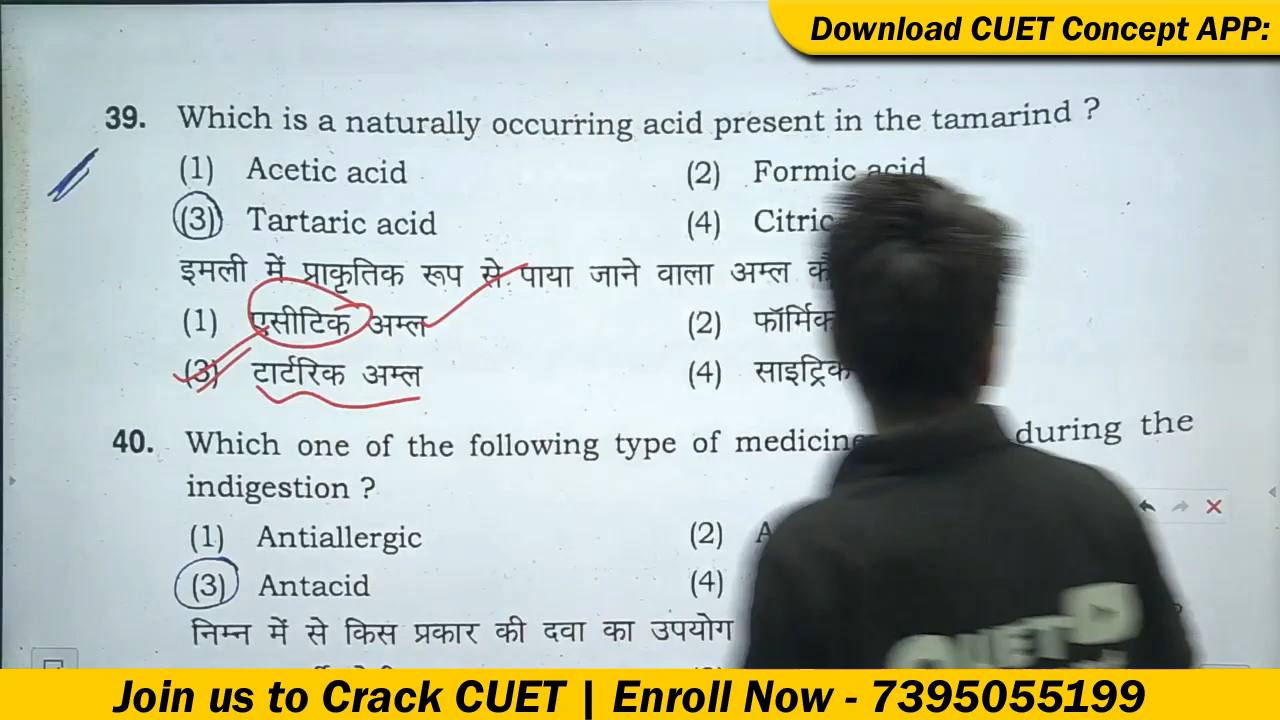 Download CUET Concept APP:
39. Which is a naturally occurring acid present in the tamarind ?
(1) Acetic acid (2) Formic acid
(3) Tartaric acid (4) Citric
इमली में प्राकृतिक रूप से पाया जाने वाला अम्ल
(1) एसीटिक अम्ल (2) फॉर्मिक
(3) टार्टरिक अम्ल (4) साइट्रिक
40. Which one of the following type of medicine during the
indigestion ?
(1) Antiallergic (2)
(3) Antacid (4)
निम्न में से किस प्रकार की दवा का उपयोग
CUET
Join us to Crack CUET | Enroll Now - 7395055199